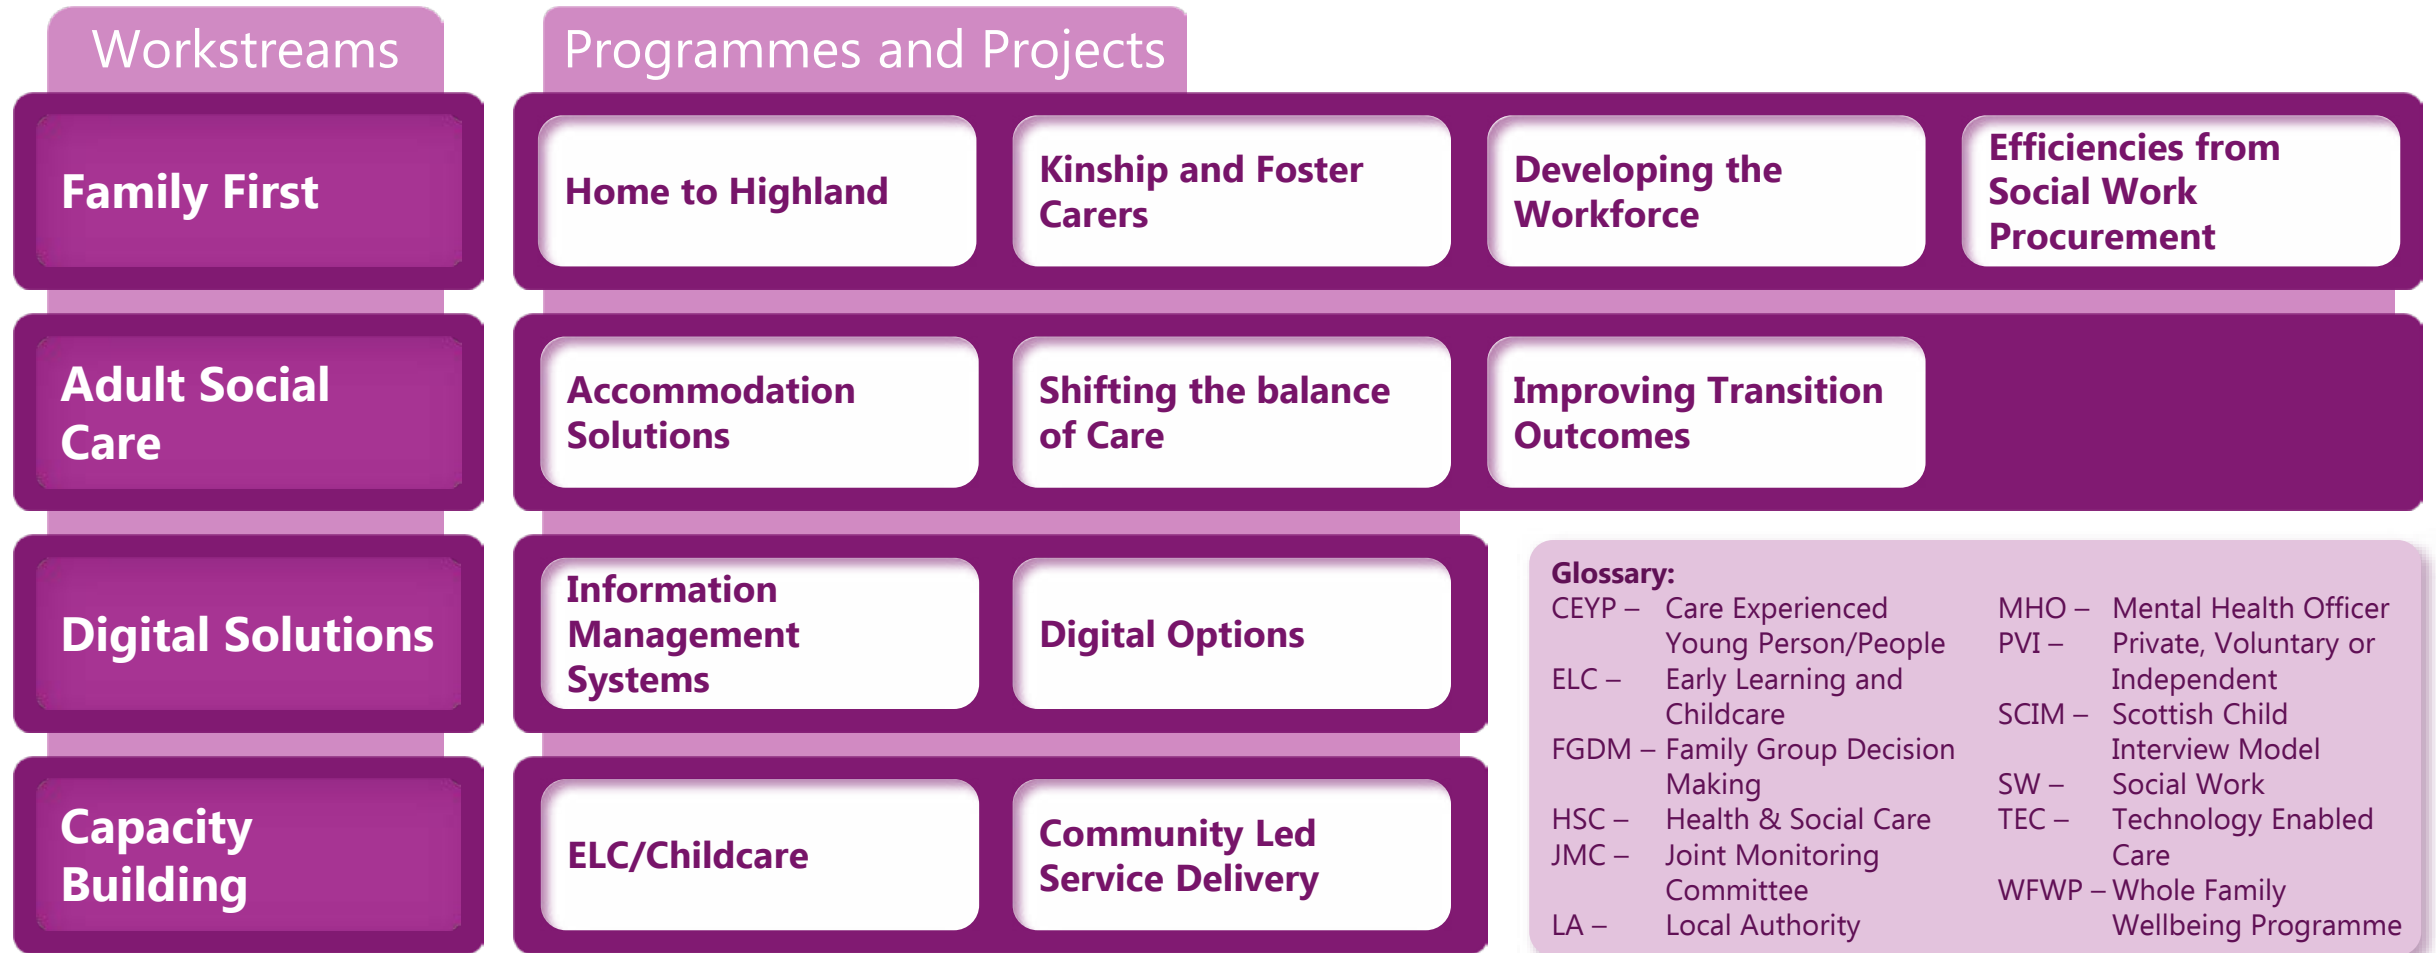 Workstreams
Programmes and Projects
Family First
Home to Highland
Kinship and Foster
Carers
Developing the
Workforce
Efficiencies from
Social Work
Procurement
Adult Social
Care
Accommodation
Solutions
Shifting the balance
of Care
Improving Transition
Outcomes
Digital Solutions
Information
Management
Systems
Digital Options
Capacity
Building
ELC/Childcare
Community Led
Service Delivery
Glossary:
CEYP – Care Experienced
Young Person/People
ELC – Early Learning and
Childcare
FGDM – Family Group Decision
Making
HSC – Health & Social Care
JMC – Joint Monitoring
Committee
LA – Local Authority
MHO – Mental Health Officer
PVI – Private, Voluntary or
Independent
SCIM – Scottish Child
Interview Model
SW – Social Work
TEC – Technology Enabled
Care
WFWP – Whole Family
Wellbeing Programme